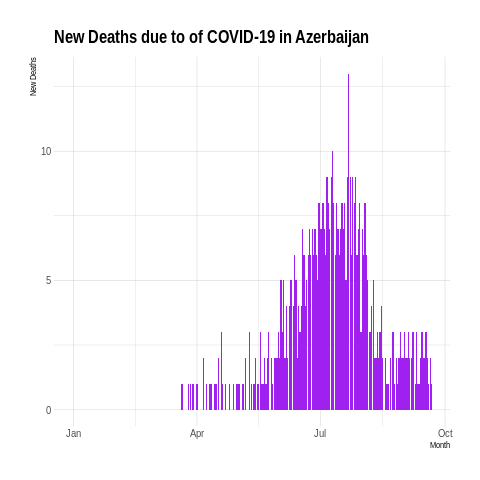 New Deaths due to of COVID-19 in Azerbaijan
New Deaths
10
5
0
Jan Apr Jul Oct
Month